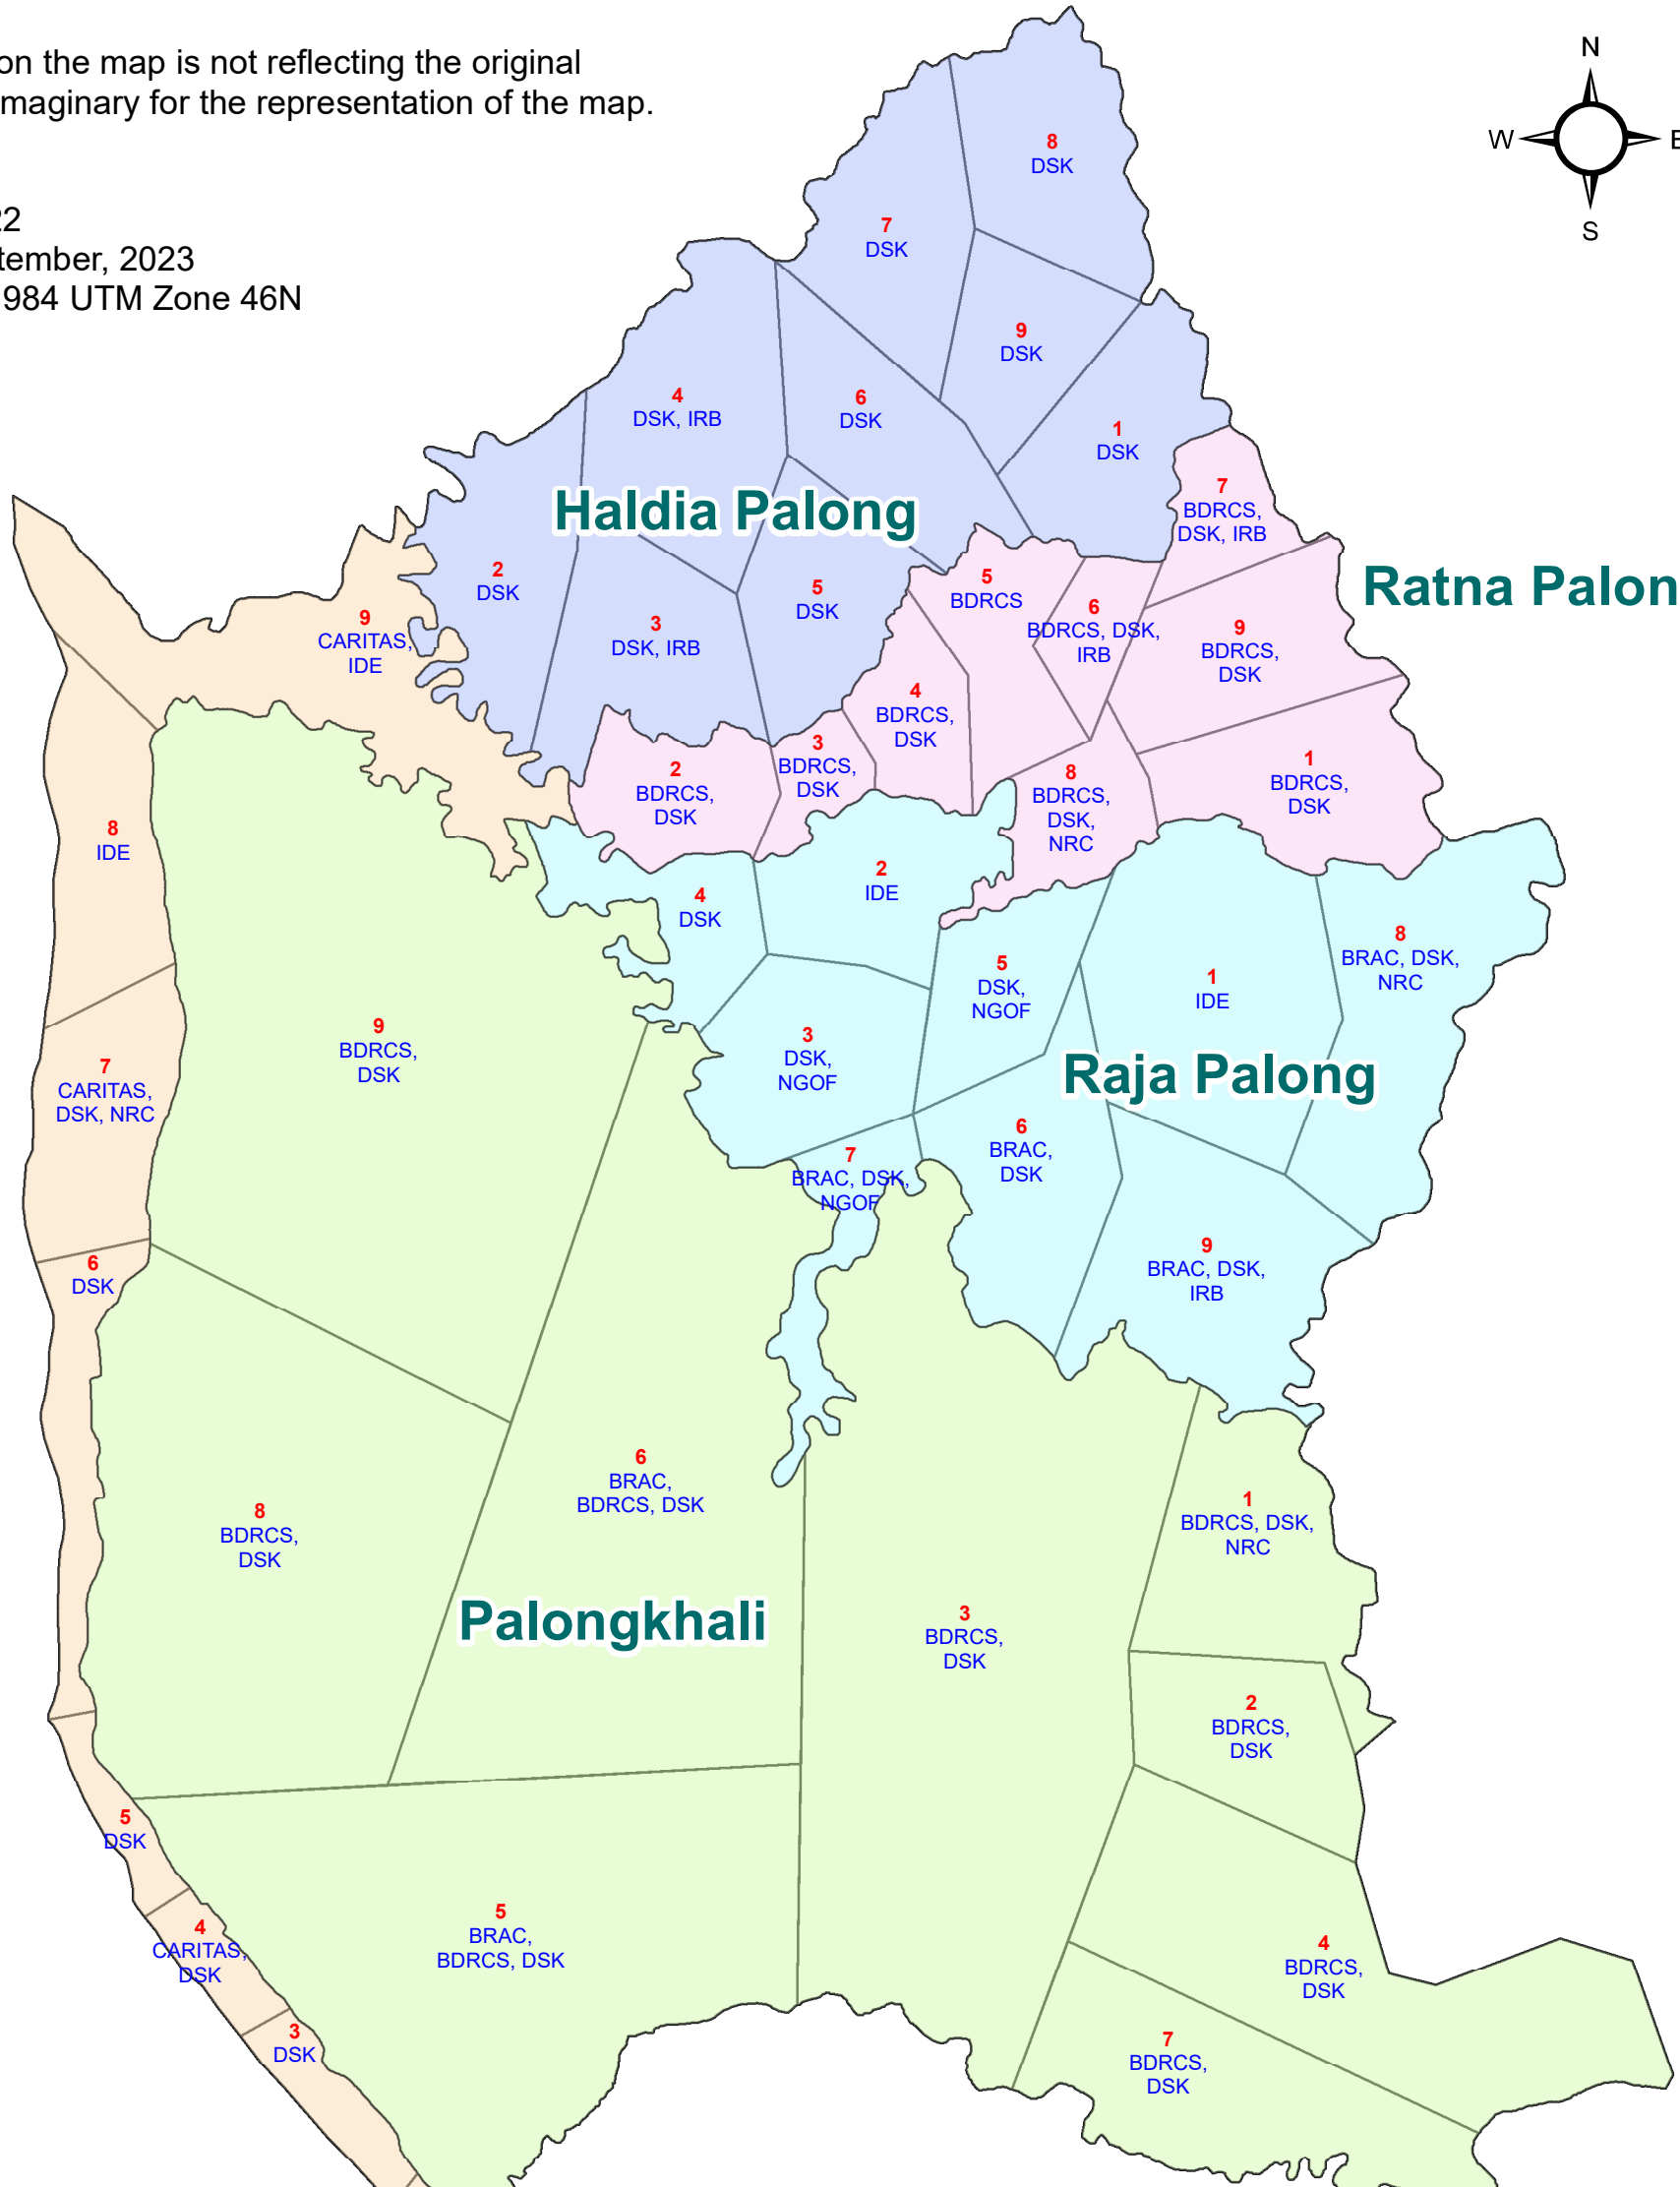 on the map is not reflecting the original
maginary for the representation of the map.
22
tember, 2023
984 UTM Zone 46N
N
W
E
S
8
DSK
7
DSK
9
DSK
4
DSK, IRB
6
DSK
1
DSK
Haldia Palong
7
BDRCS,
DSK, IRB
2
DSK
5
DSK
3
DSK, IRB
Ratna Palon
5
BDRCS
6
BDRCS, DSK,
IRB
9
BDRCS,
DSK
9
CARITAS,
IDE
4
BDRCS,
DSK
3
BDRCS,
DSK
2
BDRCS,
DSK
8
BDRCS,
DSK,
NRC
1
BDRCS,
DSK
8
IDE
4
DSK
2
IDE
5
DSK,
NGOF
1
IDE
8
BRAC, DSK,
NRC
9
BDRCS,
DSK
3
DSK,
NGOF
Raja Palong
7
CARITAS,
DSK, NRC
7
BRAC, DSK,
NGOF
6
BRAC,
DSK
9
BRAC, DSK,
IRB
6
DSK
8
BDRCS,
DSK
6
BRAC,
BDRCS, DSK
1
BDRCS, DSK,
NRC
Palongkhali
3
BDRCS,
DSK
2
BDRCS,
DSK
5
DSK
4
CARITAS,
DSK
5
BRAC,
BDRCS, DSK
4
BDRCS,
DSK
3
DSK
7
BDRCS,
DSK